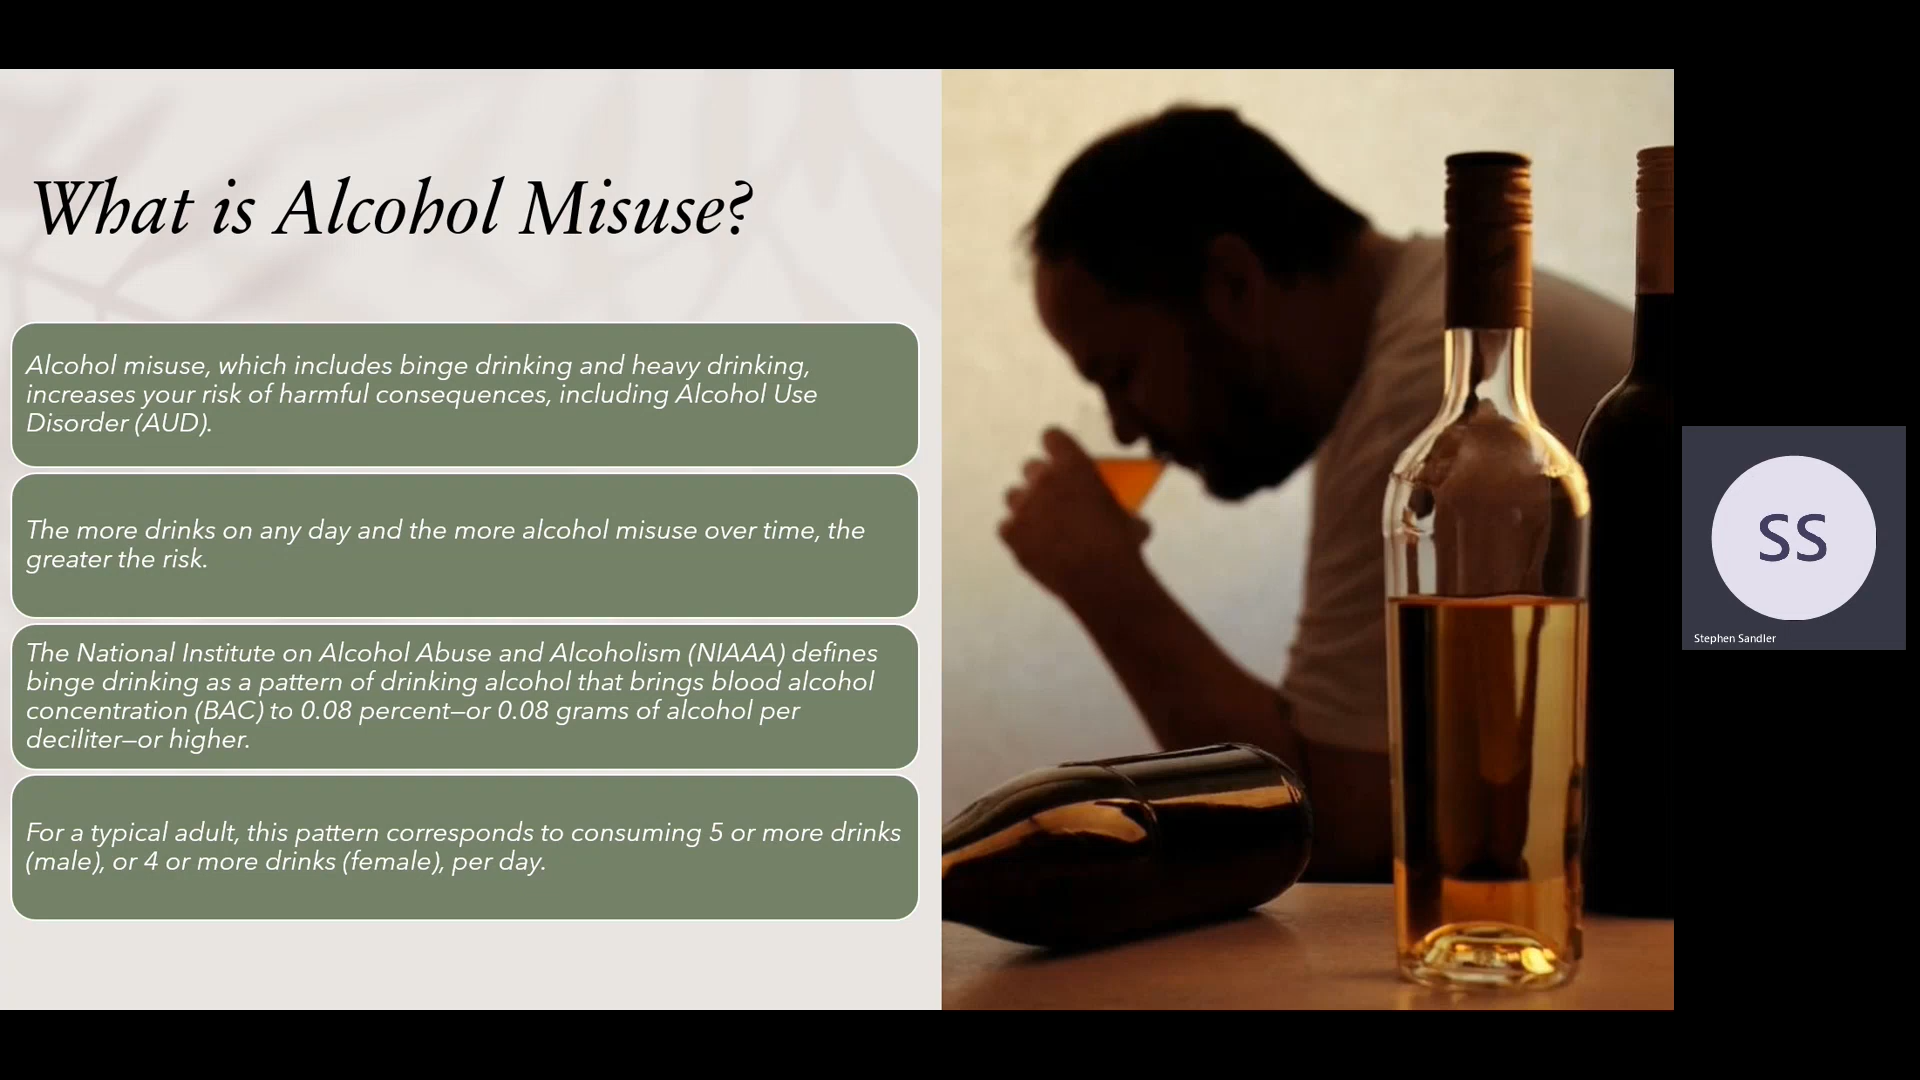 What is Alcohol Misuse?
Alcohol misuse, which includes binge drinking and heavy drinking,
increases your risk of harmful consequences, including Alcohol Use
Disorder (AUD).
The more drinks on any day and the more alcohol misuse over time, the
greater the risk.
The National Institute on Alcohol Abuse and Alcoholism (NIAAA) defines
binge drinking as a pattern of drinking alcohol that brings blood alcohol
concentration (BAC) to 0.08 percent—or 0.08 grams of alcohol per
deciliter—or higher.
For a typical adult, this pattern corresponds to consuming 5 or more drinks
(male), or 4 or more drinks (female), per day.
SS
Stephen Sandler